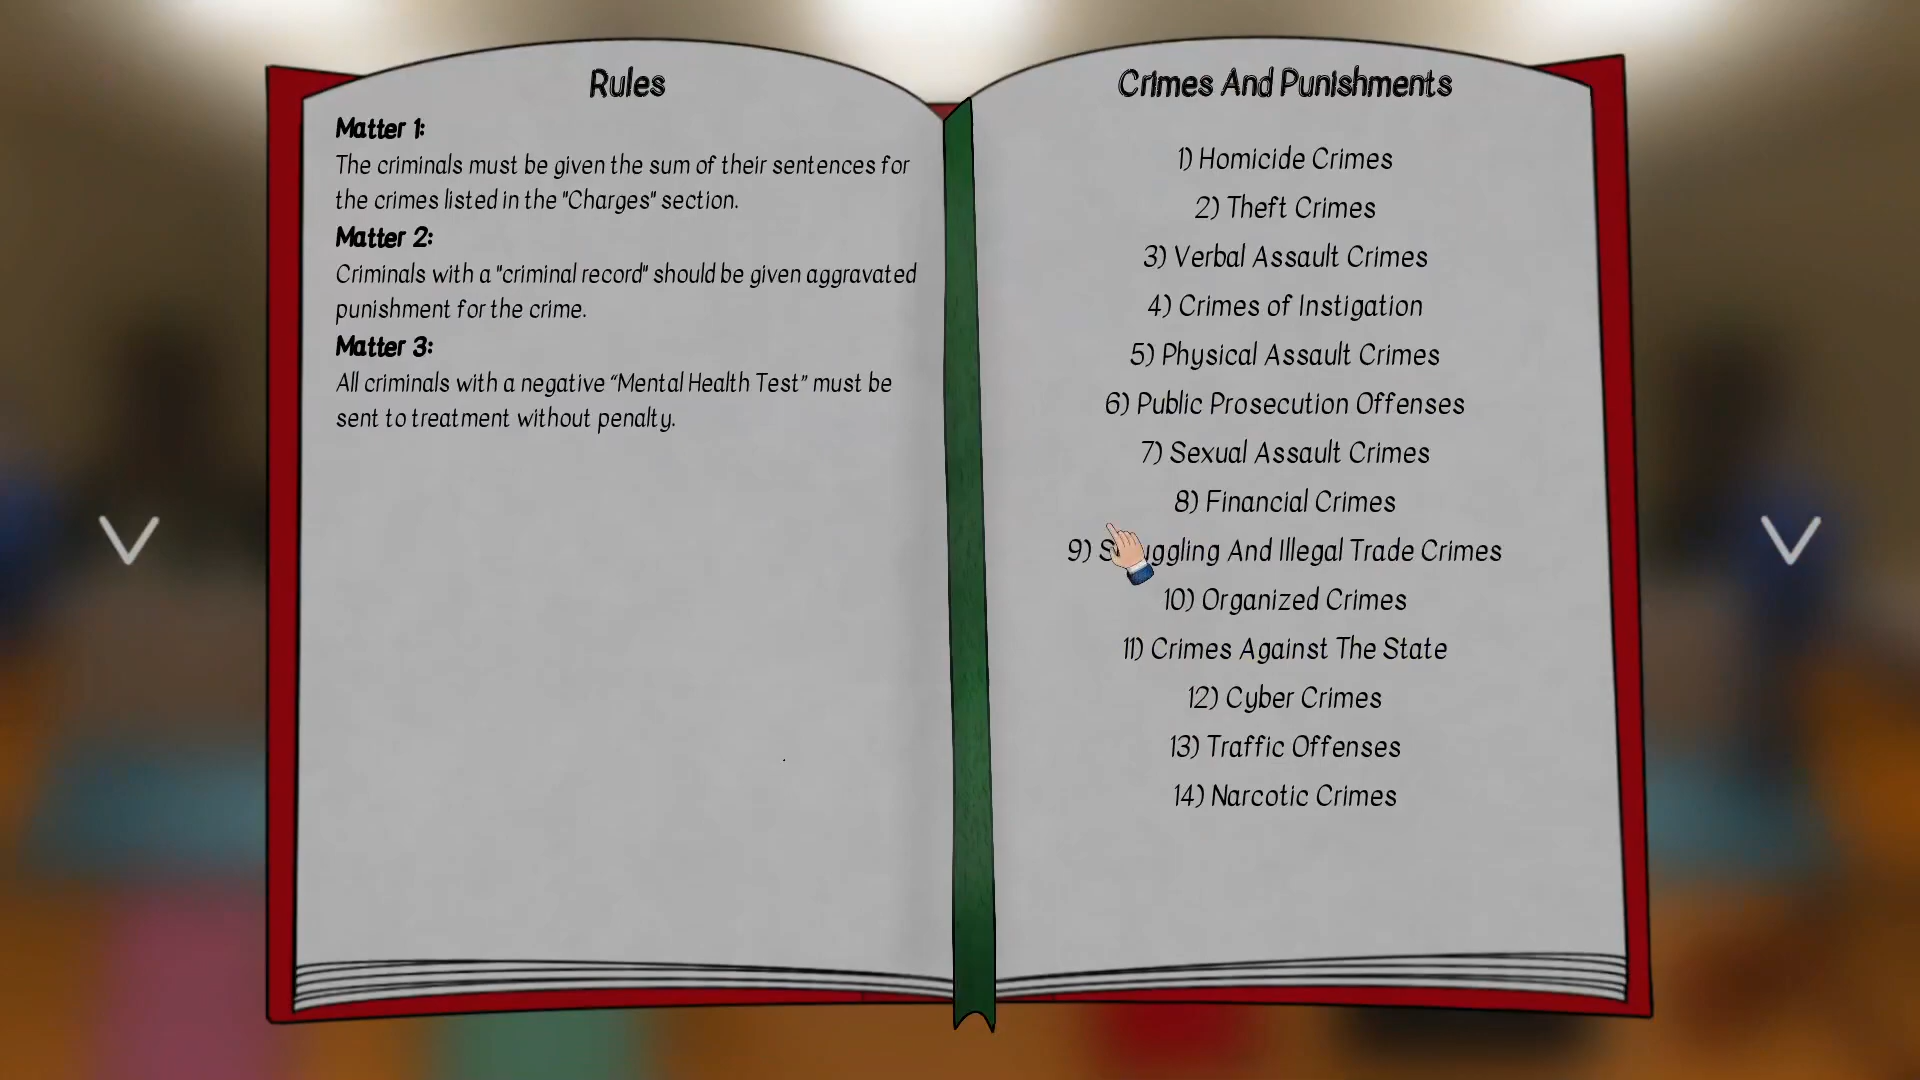 Rules
Matter 1:
The criminals must be given the sum of their sentences for
the crimes listed in the "Charges" section.
Matter 2:
Criminals with a "criminal record" should be given aggravated
punishment for the crime.
Matter 3:
All criminals with a negative “Mental Health Test” must be
sent to treatment without penalty.
Crimes And Punishments
1) Homicide Crimes
2) Theft Crimes
3) Verbal Assault Crimes
4) Crimes of Instigation
5) Physical Assault Crimes
6) Public Prosecution Offenses
7) Sexual Assault Crimes
8) Financial Crimes
9) Smuggling And Illegal Trade Crimes
10) Organized Crimes
11) Crimes Against The State
12) Cyber Crimes
13) Traffic Offenses
14) Narcotic Crimes